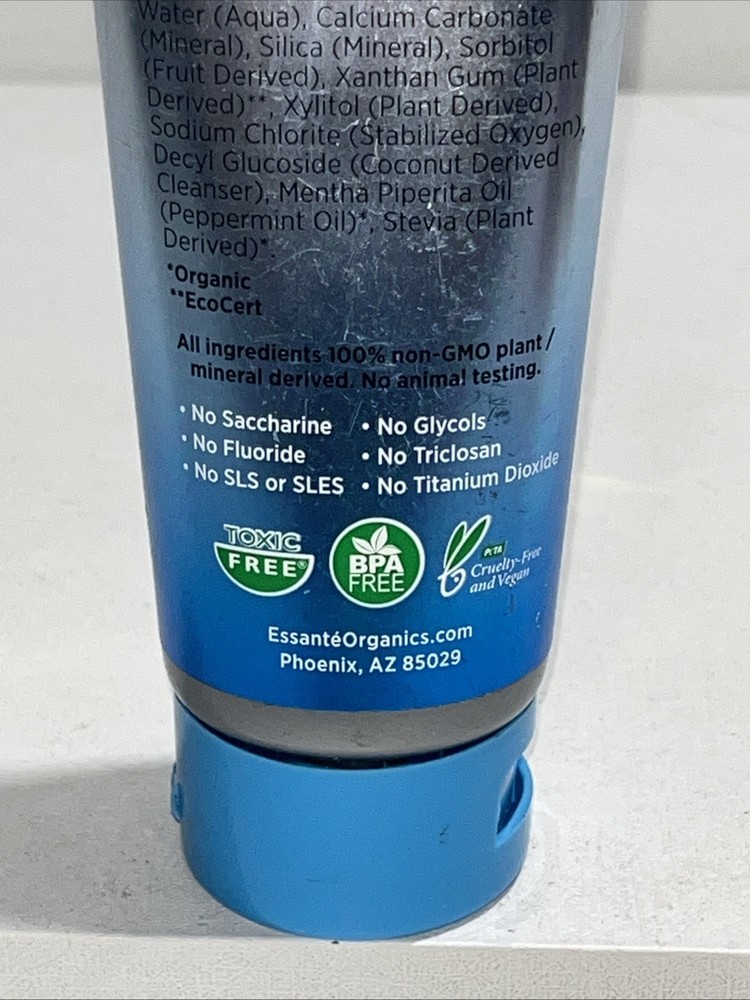 Water (Aqua), Calcium Carbonate
(Mineral), Silica (Mineral), Sorbitol
(Fruit Derived), Xanthan Gum (Plant
Derived)**, Xylitol (Plant Derived),
Sodium Chlorite (Stabilized Oxygen),
Decyl Glucoside (Coconut Derived
Cleanser), Mentha Piperita Oil
(Peppermint Oil)*, Stevia (Plant
Derived)*.
*Organic
**EcoCert
All ingredients 100% non-GMO plant/
mineral derived. No animal testing.
• No Saccharine • No Glycols
• No Fluoride • No Triclosan
• No SLS or SLES • No Titanium Dioxide
TOXIC
FREE®
BPA
FREE
PeTA
Cruelty-Free
and Vegan
EssantéOrganics.com
Phoenix, AZ 85029